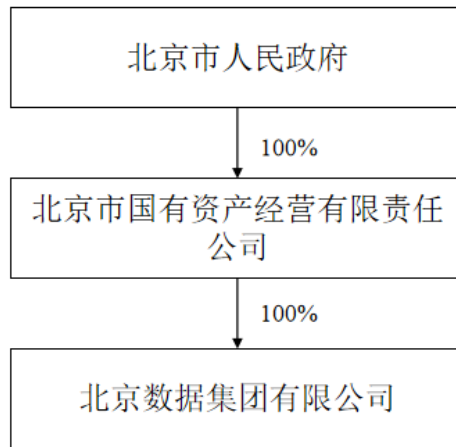 北京市人民政府
100%
北京市国有资产经营有限责任
公司
100%
北京数据集团有限公司